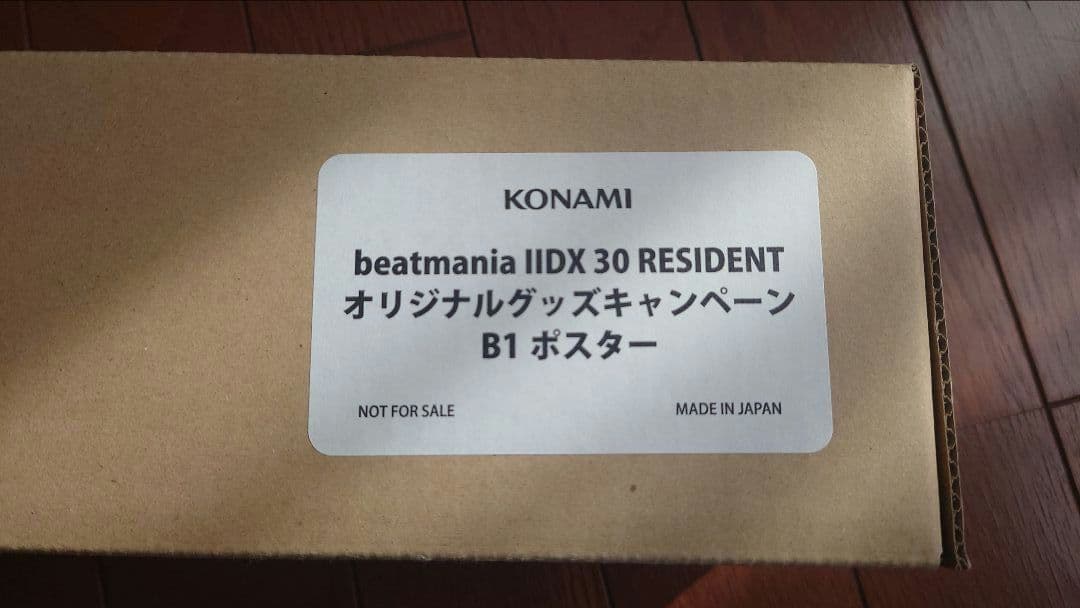 KONAMI
beatmania IIDX 30 RESIDENT
オリジナルグッズキャンペーン
B1 ポスター
NOT FOR SALE
MADE IN JAPAN